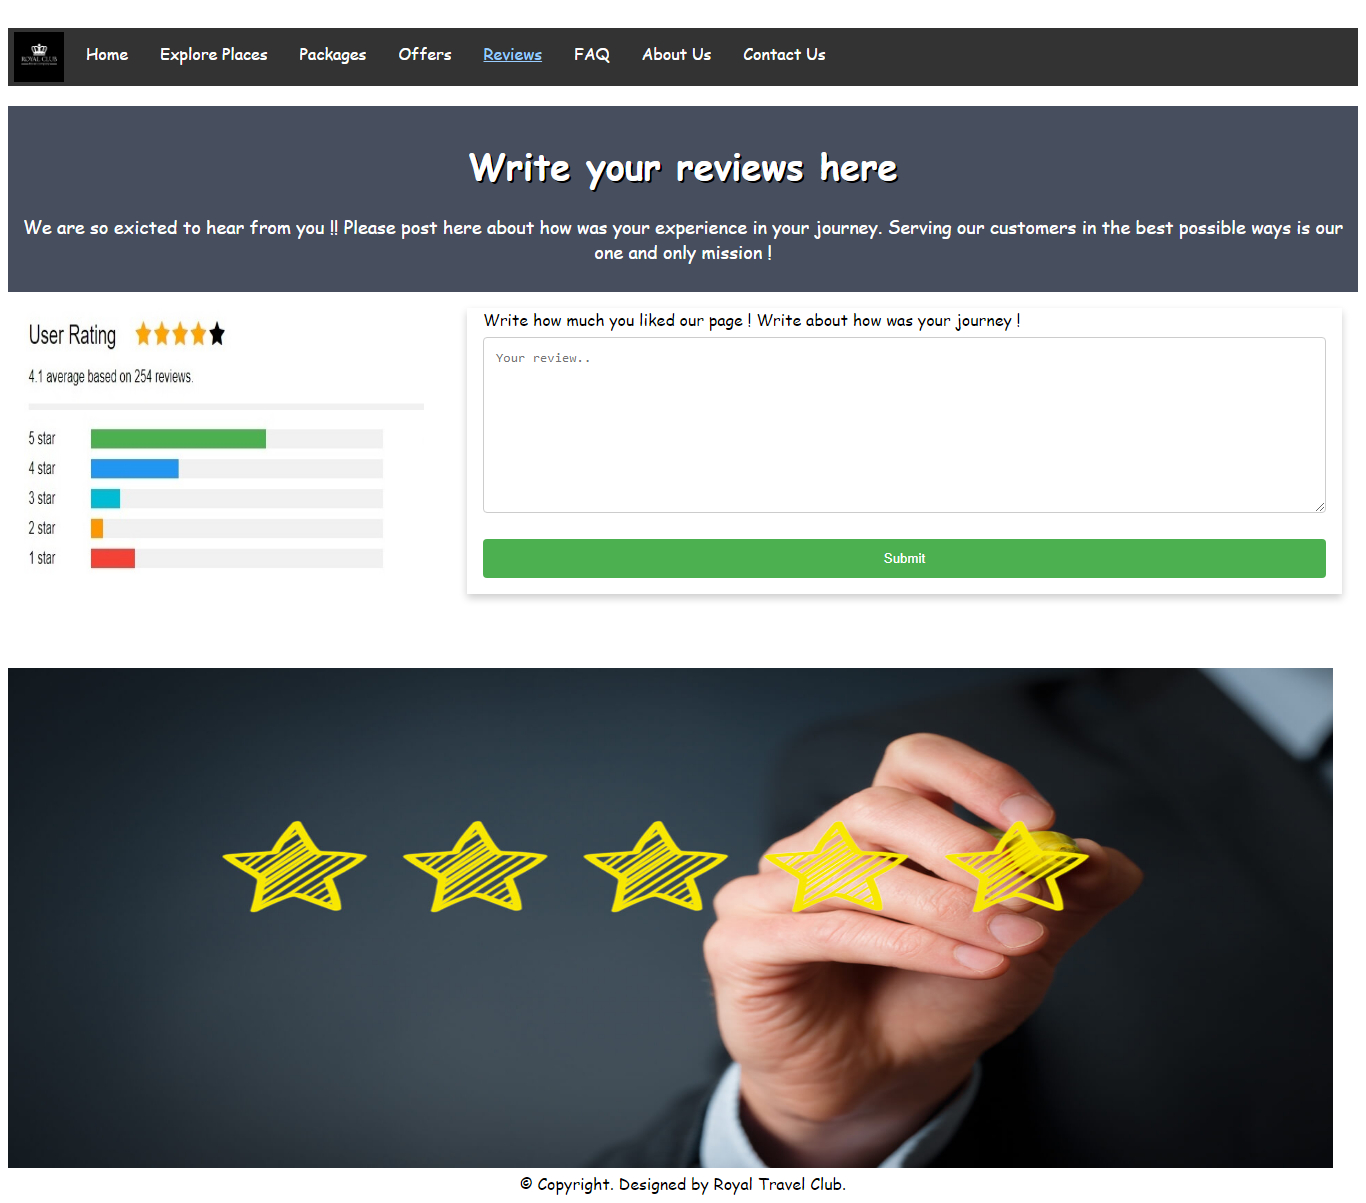 ROYAL CLUB
Home Explore Places Packages Offers Reviews FAQ About Us Contact Us
Write your reviews here
We are so exicted to hear from you !! Please post here about how was your experience in your journey. Serving our customers in the best possible ways is our
one and only mission !
User Rating
4.1 average based on 254 reviews.
5 star
4 star
3 star
2 star
1 star
Write how much you liked our page ! Write about how was your journey !
Your review..
Submit
© Copyright. Designed by Royal Travel Club.